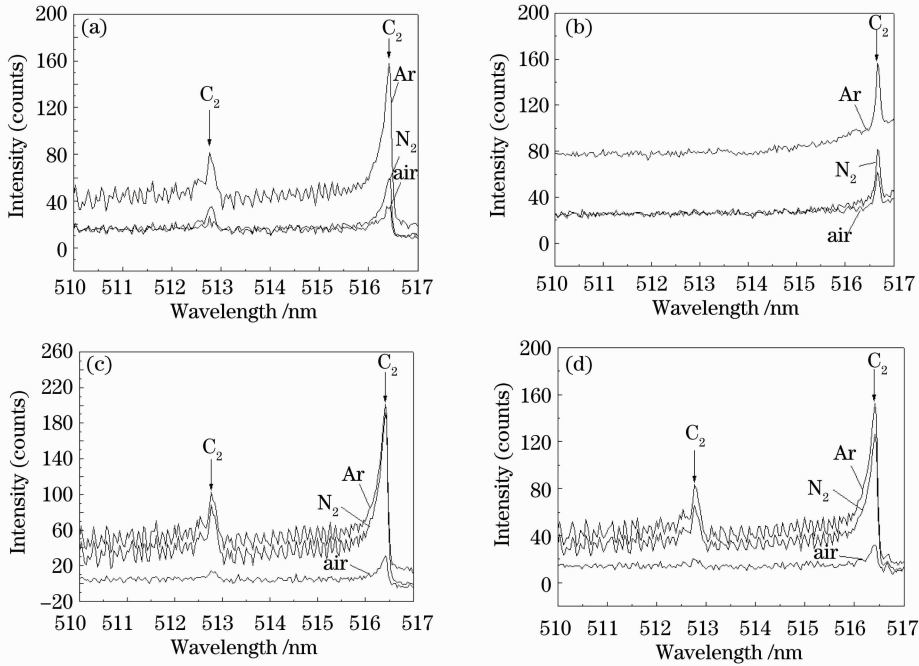 (a)
C₂
C₂
Ar
N₂
air
200
160
120
80
40
0
Intensity (counts)
510 511 512 513 514 515 516 517
Wavelength /nm
(b)
C₂
Ar
N₂
air
200
160
120
80
40
0
Intensity (counts)
510 511 512 513 514 515 516 517
Wavelength /nm
(c)
C₂
C₂
Ar
N₂
air
260
220
180
140
100
60
20
−20
Intensity (counts)
510 511 512 513 514 515 516 517
Wavelength /nm
(d)
C₂
C₂
Ar
N₂
air
200
160
120
80
40
0
Intensity (counts)
510 511 512 513 514 515 516 517
Wavelength /nm